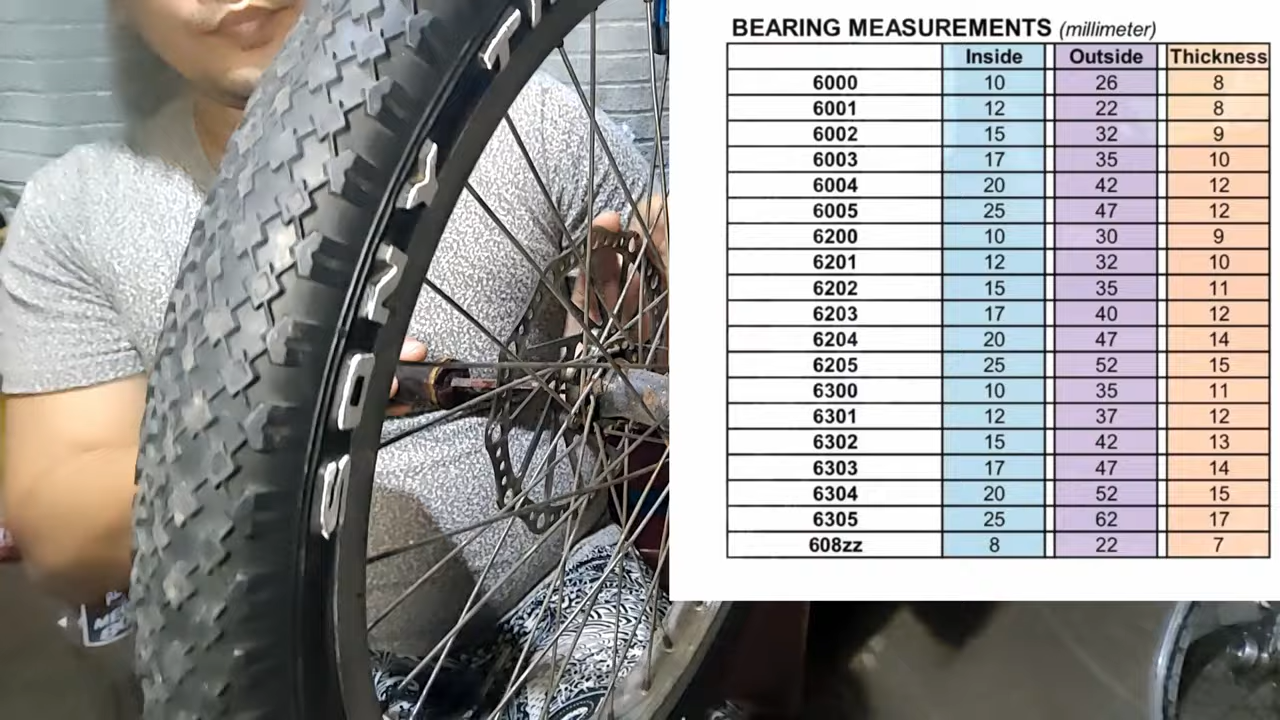 BEARING MEASUREMENTS (millimeter)
Inside Outside Thickness
6000 10 26 8
6001 12 22 8
6002 15 32 9
6003 17 35 10
6004 20 42 12
6005 25 47 12
6200 10 30 9
6201 12 32 10
6202 15 35 11
6203 17 40 12
6204 20 47 14
6205 25 52 15
6300 10 35 11
6301 12 37 12
6302 15 42 13
6303 17 47 14
6304 20 52 15
6305 25 62 17
608zz 8 22 7